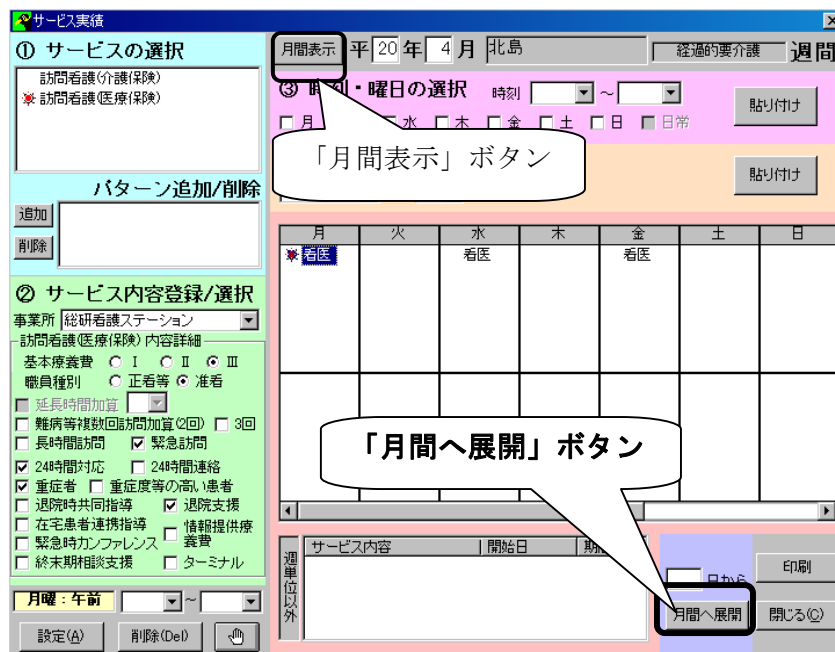 サービス実績
① サービスの選択
訪問看護(介護保険)
訪問看護(医療保険)
パターン追加/削除
追加
削除
② サービス内容登録/選択
事業所 総研看護ステーション
訪問看護(医療保険) 内容詳細
基本療養費 Ⅰ Ⅱ Ⅲ
職員種別 正看等 准看
延長時間加算
難病等複数回訪問加算(2回) 3回
長時間訪問 緊急訪問
24時間対応 24時間連絡
重症者 重症度等の高い患者
退院時共同指導 退院支援
在宅患者連携指導 情報提供療養費
緊急時カンファレンス
終末期相談支援 ターミナル
月曜:午前 ~
設定(A) 削除(Del)
月間表示 平 20 年 4 月 北島 経過的要介護 週間
③ 時刻・曜日の選択 時刻 ~
月 水 木 金 土 日 日常
貼り付け
「月間表示」ボタン
貼り付け
月 火 水 木 金 土 日
看医 看医 看医
「月間へ展開」ボタン
週単位以外
サービス内容 開始日
日から
印刷
月間へ展開 閉じる(C)